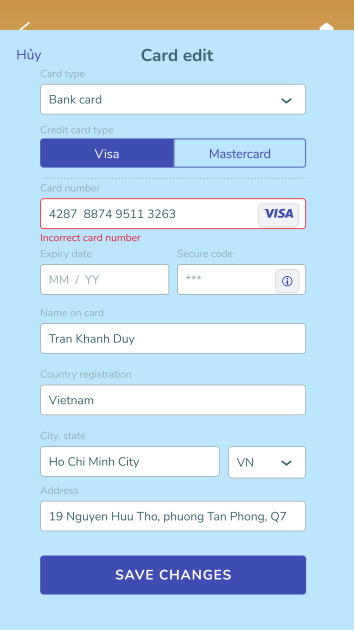 Hủy
Card edit
Card type
Bank card
Credit card type
Visa
Mastercard
Card number
4287 8874 9511 3263
VISA
Incorrect card number
Expiry date
Secure code
MM / YY
***
Name on card
Tran Khanh Duy
Country registration
Vietnam
City, state
Ho Chi Minh City
VN
Address
19 Nguyen Huu Tho, phuong Tan Phong, Q7
SAVE CHANGES